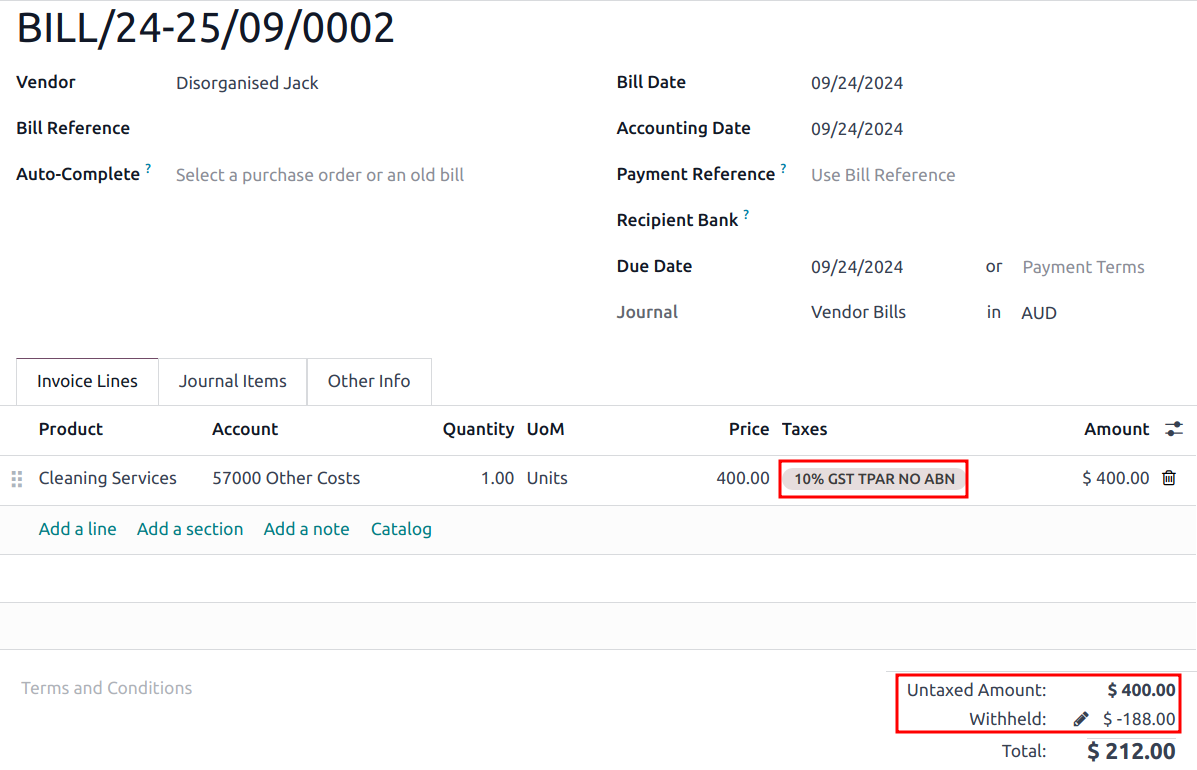 BILL/24-25/09/0002
Vendor Disorganised Jack Bill Date 09/24/2024
Bill Reference Accounting Date 09/24/2024
Auto-Complete ? Select a purchase order or an old bill Payment Reference ? Use Bill Reference
Recipient Bank ?
Due Date 09/24/2024 or Payment Terms
Journal Vendor Bills in AUD
Invoice Lines Journal Items Other Info
Product Account Quantity UoM Price Taxes Amount
Cleaning Services 57000 Other Costs 1.00 Units 400.00 10% GST TPAR NO ABN $ 400.00
Add a line Add a section Add a note Catalog
Terms and Conditions Untaxed Amount: $ 400.00
Withheld: $ -188.00
Total: $ 212.00